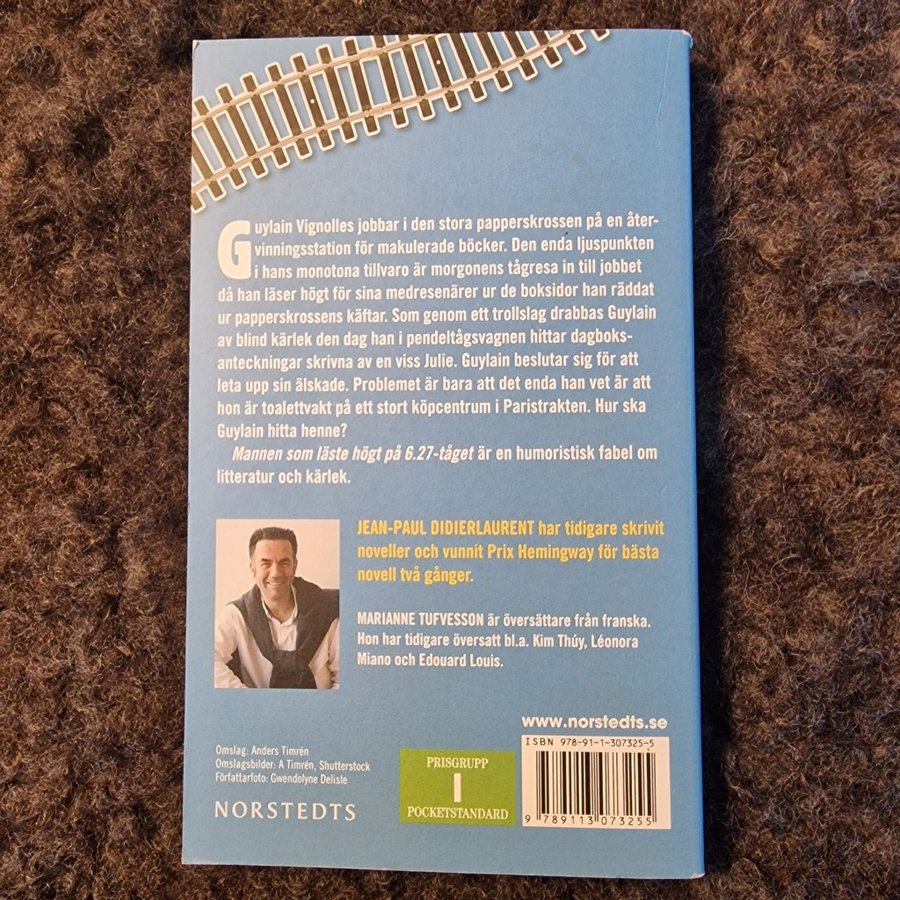 Guylain Vignolles jobbar i den stora papperskrossen på en åter-
vinningsstation för makulerade böcker. Den enda ljuspunkten
i hans monotona tillvaro är morgonens tågresa in till jobbet
då han läser högt för sina medresenärer ur de boksidor han räddat
ur papperskrossens käftar. Som genom ett trollslag drabbas Guylain
av blind kärlek den dag han i pendeltågsvagnen hittar dagboks-
anteckningar skrivna av en viss Julie. Guylain beslutar sig för att
leta upp sin älskade. Problemet är bara att det enda han vet är att
hon är toalettvakt på ett stort köpcentrum i Paristrakten. Hur ska
Guylain hitta henne?
Mannen som läste högt på 6.27-tåget är en humoristisk fabel om
litteratur och kärlek.
JEAN-PAUL DIDIERLAURENT har tidigare skrivit
noveller och vunnit Prix Hemingway för bästa
novell två gånger.
MARIANNE TUFVESSON är översättare från franska.
Hon har tidigare översatt bl.a. Kim Thúy, Léonora
Miano och Edouard Louis.
www.norstedts.se
Omslag: Anders Timrén
Omslagsbilder: A Timrén, Shutterstock
Författarfoto: Gwendolyne Delisle
NORSTEDTS
PRISGRUPP
I
POCKETSTANDARD
ISBN 978-91-1-307325-5
9 789113 073255